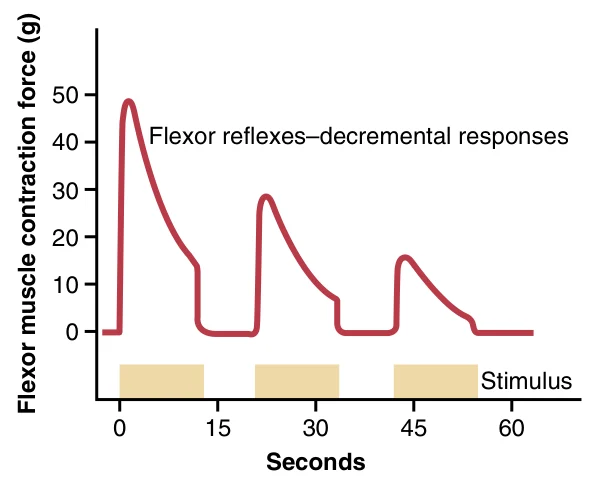 Flexor muscle contraction force (g)
50
40
30
20
10
0
Flexor reflexes–decremental responses
Stimulus
0 15 30 45 60
Seconds